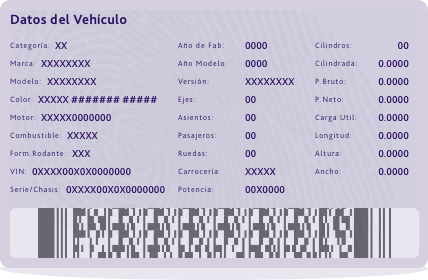 Datos del Vehículo
Categoría: XX Año de Fab: 0000 Cilindros: 00
Marca: XXXXXXXX Año Modelo: 0000 Cilindrada: 0.0000
Modelo: XXXXXXXX Versión: XXXXXXXX P.Bruto: 0.0000
Color: XXXXX ####### ##### Ejes: 00 P.Neto: 0.0000
Motor: XXXXX0000000 Asientos: 00 Carga Util: 0.0000
Combustible: XXXXX Pasajeros: 00 Longitud: 0.0000
Form.Rodante: XXX Ruedas: 00 Altura: 0.0000
VIN: 0XXXX00X0X0000000 Carrocería: XXXXX Ancho: 0.0000
Serie/Chasis: 0XXXX00X0X0000000 Potencia: 00X0000